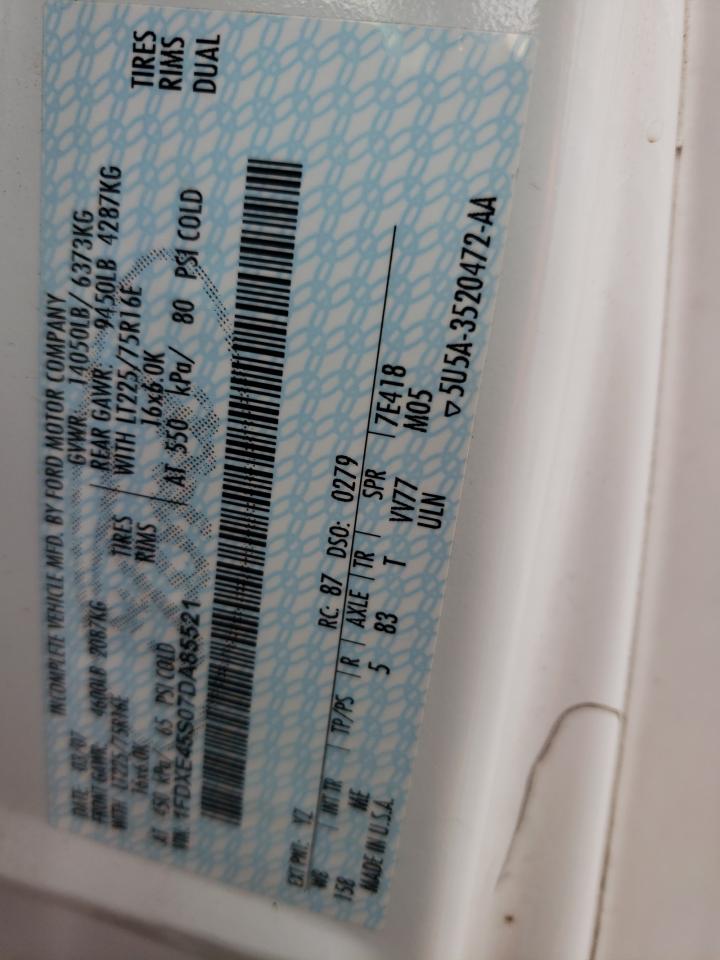 INCOMPLETE VEHICLE MFD. BY FORD MOTOR COMPANY
DATE: 03/07 GVWR: 14050LB/ 6373KG
FRONT GAWR: 4600LB 2087KG REAR GAWR: 9450LB 4287KG
WITH LT225/75R16E TIRES WITH LT225/75R16E TIRES
16x6.0K RIMS 16x6.0K RIMS
AT 450 kPa/ 65 PSI COLD AT 550 kPa/ 80 PSI COLD DUAL
VIN: 1FDXE45S07DA85521
EXT PNT: YZ RC: 87 DSO: 0279
WB INT TR TP/PS R AXLE TR SPR
158 ME 5 83 T VV77 7E418
MADE IN U.S.A. ULN M05
▽5U5A-3520472-AA